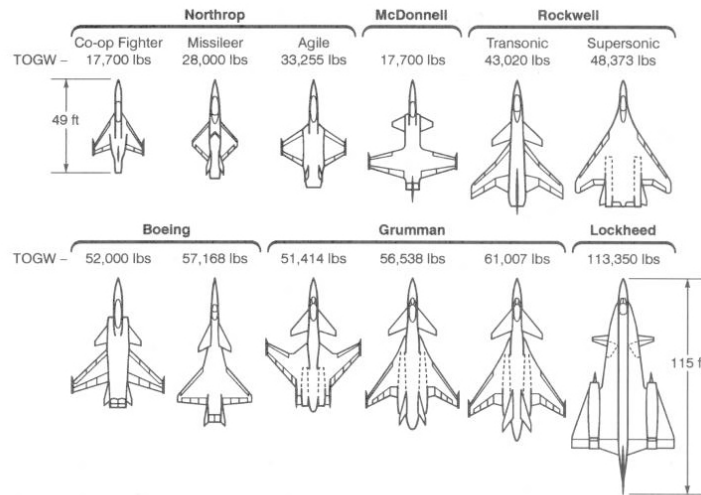 Northrop McDonnell Rockwell
Co-op Fighter Missileer Agile Transonic Supersonic
TOGW – 17,700 lbs 28,000 lbs 33,255 lbs 17,700 lbs 43,020 lbs 48,373 lbs
49 ft
Boeing Grumman Lockheed
TOGW – 52,000 lbs 57,168 lbs 51,414 lbs 56,538 lbs 61,007 lbs 113,350 lbs
115 f